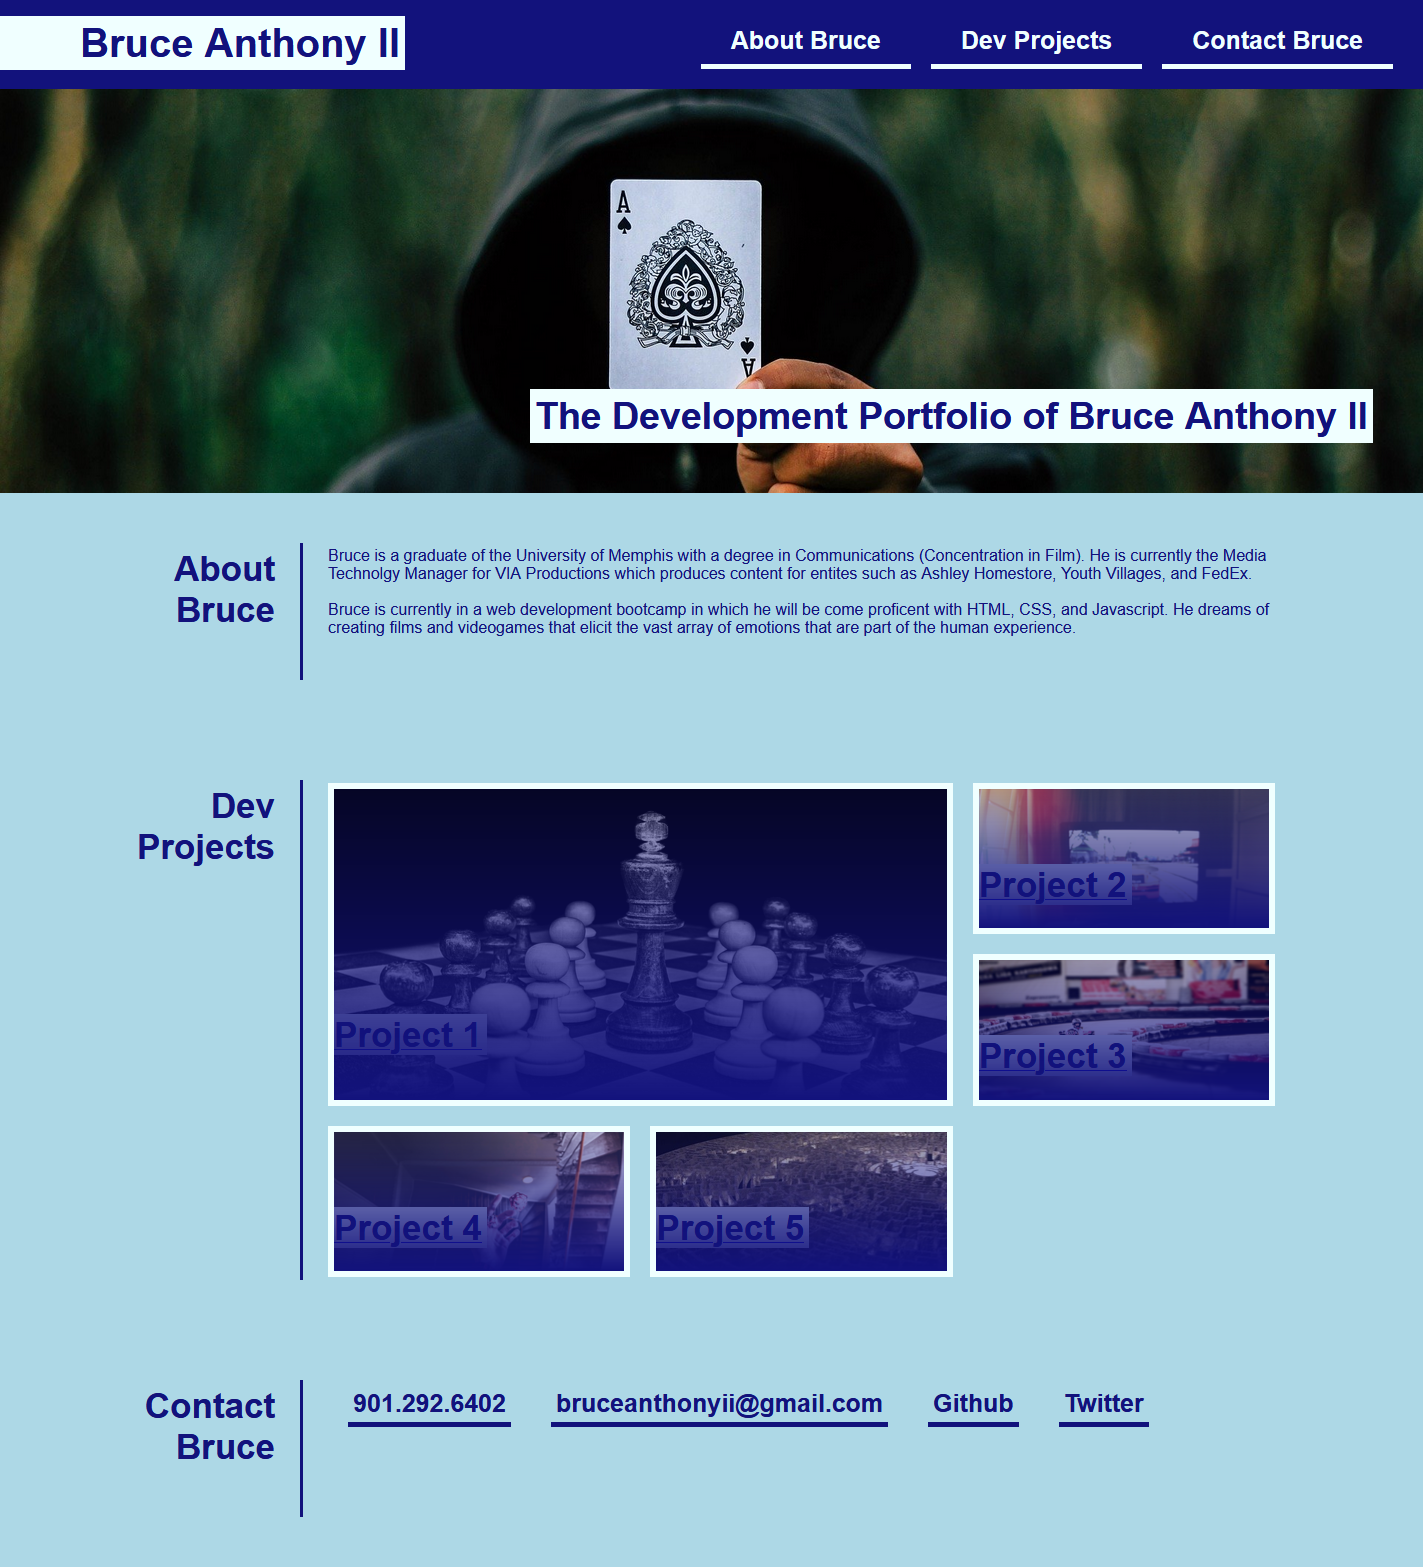 Bruce Anthony II
About Bruce
Dev Projects
Contact Bruce
A
A
The Development Portfolio of Bruce Anthony II
About
Bruce
Bruce is a graduate of the University of Memphis with a degree in Communications (Concentration in Film). He is currently the Media
Technolgy Manager for VIA Productions which produces content for entites such as Ashley Homestore, Youth Villages, and FedEx.
Bruce is currently in a web development bootcamp in which he will be come proficent with HTML, CSS, and Javascript. He dreams of
creating films and videogames that elicit the vast array of emotions that are part of the human experience.
Dev
Projects
Project 1
Project 2
Project 3
Project 4
Project 5
Contact
Bruce
901.292.6402
bruceanthonyii@gmail.com
Github
Twitter